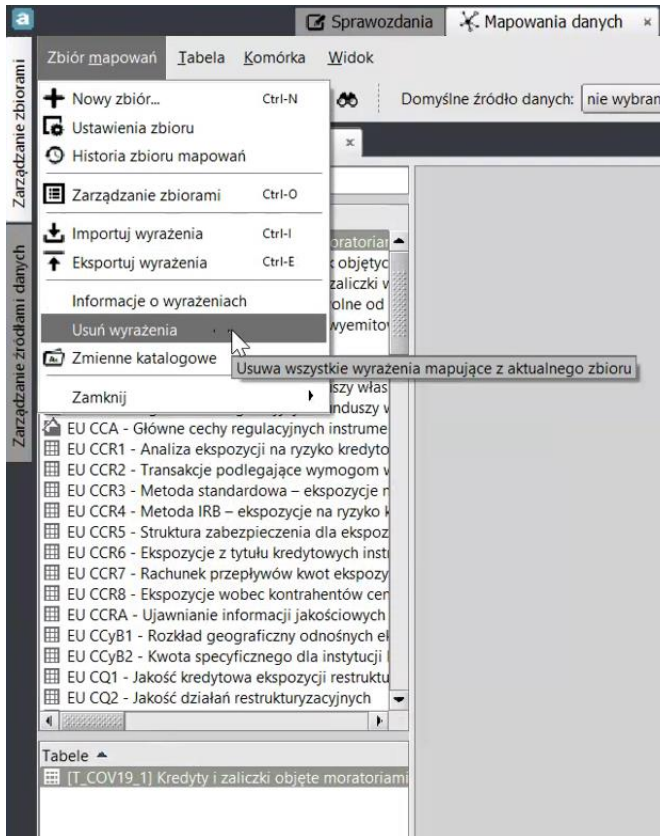 a
Sprawozdania
Mapowania danych ×
Zarządzanie zbiorami
Zarządzanie źródłami danych
Zbiór mapowań Tabela Komórka Widok
Domyślne źródło danych: nie wybran
Nowy zbiór... Ctrl-N
Ustawienia zbioru
Historia zbioru mapowań
Zarządzanie zbiorami Ctrl-O
Importuj wyrażenia Ctrl-I
Eksportuj wyrażenia Ctrl-E
Informacje o wyrażeniach
Usuń wyrażenia
Zmienne katalogowe
Usuwa wszystkie wyrażenia mapujące z aktualnego zbioru
Zamknij
EU CCA - Główne cechy regulacyjnych instrume
EU CCR1 - Analiza ekspozycji na ryzyko kredyto
EU CCR2 - Transakcje podlegające wymogom w
EU CCR3 - Metoda standardowa – ekspozycje n
EU CCR4 - Metoda IRB – ekspozycje na ryzyko k
EU CCR5 - Struktura zabezpieczenia dla ekspoz
EU CCR6 - Ekspozycje z tytułu kredytowych inst
EU CCR7 - Rachunek przepływów kwot ekspozy
EU CCR8 - Ekspozycje wobec kontrahentów cen
EU CCRA - Ujawnianie informacji jakościowych
EU CCyB1 - Rozkład geograficzny odnośnych ek
EU CCyB2 - Kwota specyficznego dla instytucji
EU CQ1 - Jakość kredytowa ekspozycji restruktu
EU CQ2 - Jakość działań restrukturyzacyjnych
Tabele
[T_COV19_1] Kredyty i zaliczki objęte moratoriami